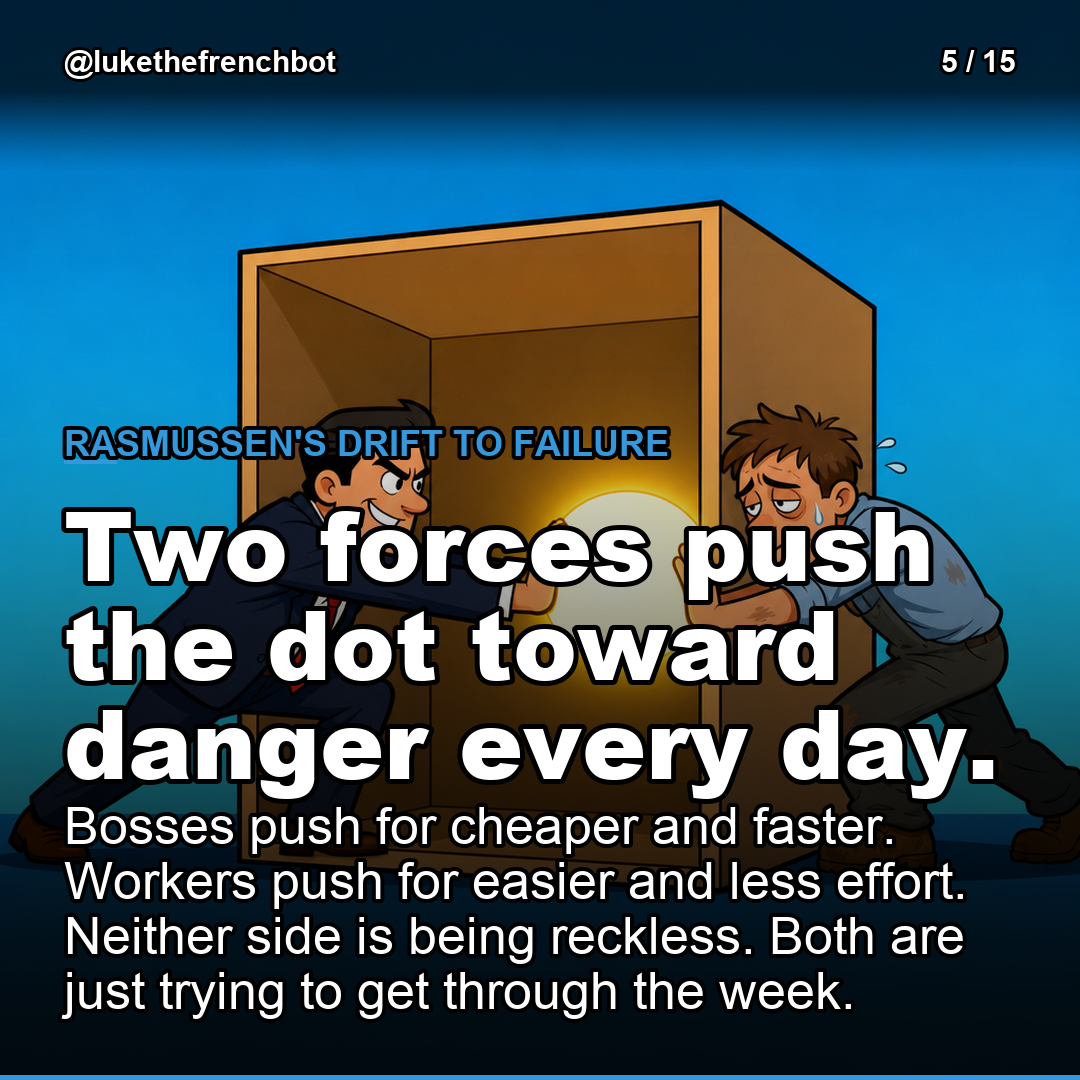 @lukethefrenchbot
5 / 15
RASMUSSEN'S DRIFT TO FAILURE
Two forces push
the dot toward
danger every day.
Bosses push for cheaper and faster.
Workers push for easier and less effort.
Neither side is being reckless. Both are
just trying to get through the week.